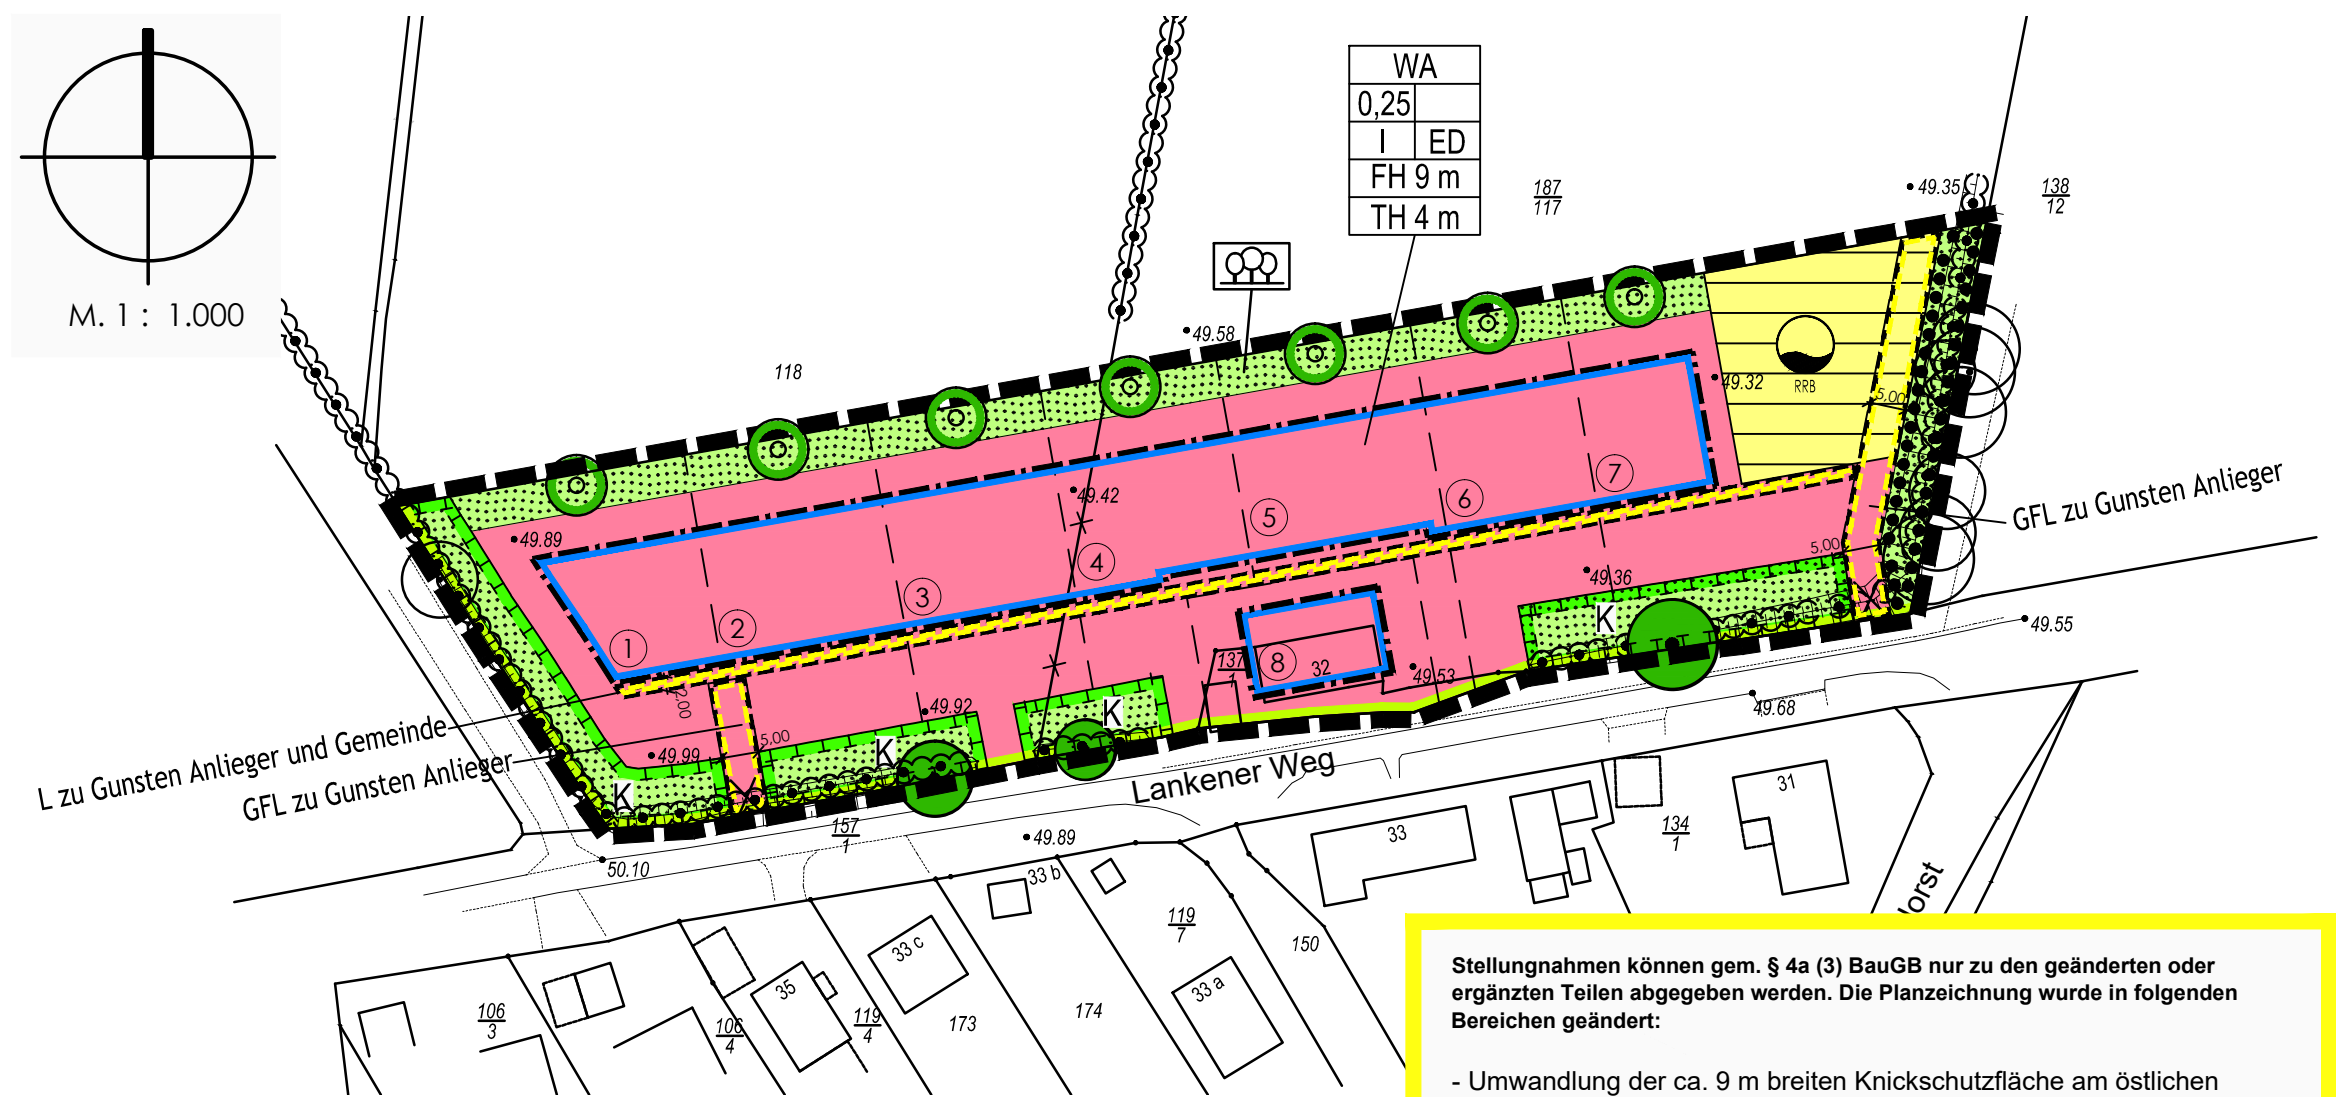 M. 1 : 1.000
WA
0,25
I ED
FH 9 m
TH 4 m
187
117
49.35
138
12
49.58
118
49.32
RRB
5,00
49.42
49.89
GFL zu Gunsten Anlieger
7
6
5
4
3
2
1
8
5,00
49.36
K
49.55
137
1
32
49.53
49.68
2,00
49.92
K
K
5,00
49.99
K
L zu Gunsten Anlieger und Gemeinde
GFL zu Gunsten Anlieger
Lankener Weg
157
1
49.89
50.10
33
134
1
31
33 b
119
7
150
33 c
35
33 a
106
3
106
4
119
4
173
174
Stellungnahmen können gem. § 4a (3) BauGB nur zu den geänderten oder
ergänzten Teilen abgegeben werden. Die Planzeichnung wurde in folgenden
Bereichen geändert:
- Umwandlung der ca. 9 m breiten Knickschutzfläche am östlichen